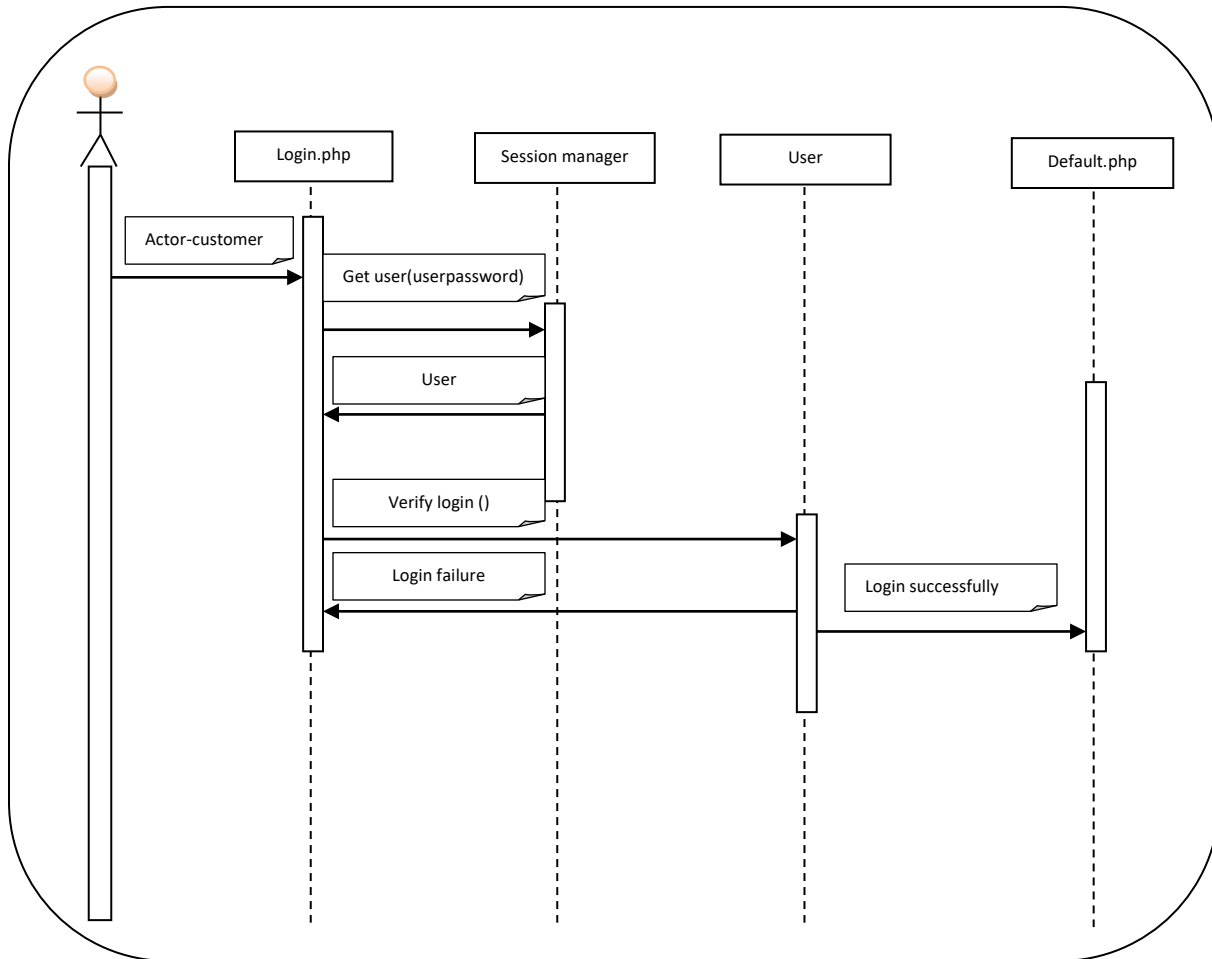 Login.php
Session manager
User
Default.php
Actor-customer
Get user(userpassword)
User
Verify login ()
Login failure
Login successfully